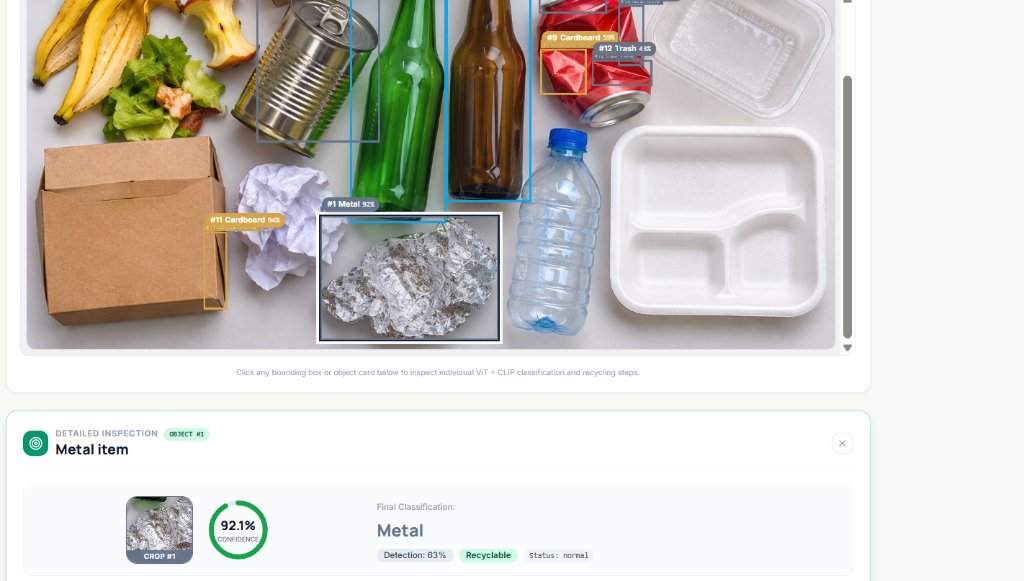 #9 Cardboard 59%
#12 Trash 43%
#1 Metal 92%
#11 Cardboard 94%
Click any bounding box or object card below to inspect individual ViT + CLIP classification and recycling steps.
DETAILED INSPECTION OBJECT #1
Metal item
92.1%
CONFIDENCE
CROP #1
Final Classification:
Metal
Detection: 63% Recyclable Status: normal